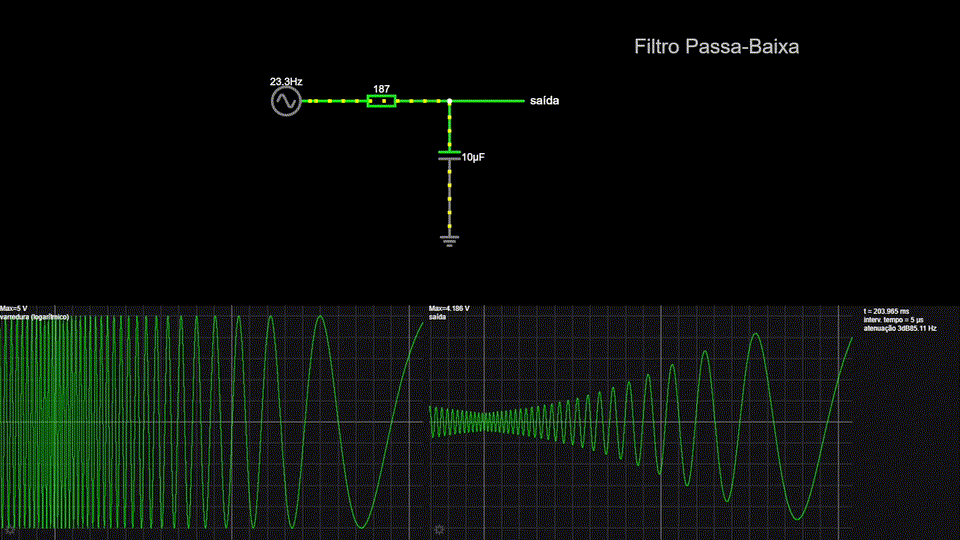 Filtro Passa-Baixa
23.3Hz
187
saída
10µF
Max=5 V
varredura (logarítmico)
Max=4.186 V
saída
t = 203.965 ms
interv. tempo = 5 µs
atenuação 3dB85.11 Hz